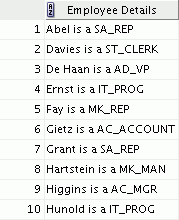 A Z Employee Details
1 Abel is a SA_REP
2 Davies is a ST_CLERK
3 De Haan is a AD_VP
4 Ernst is a IT_PROG
5 Fay is a MK_REP
6 Gietz is a AC_ACCOUNT
7 Grant is a SA_REP
8 Hartstein is a MK_MAN
9 Higgins is a AC_MGR
10 Hunold is a IT_PROG